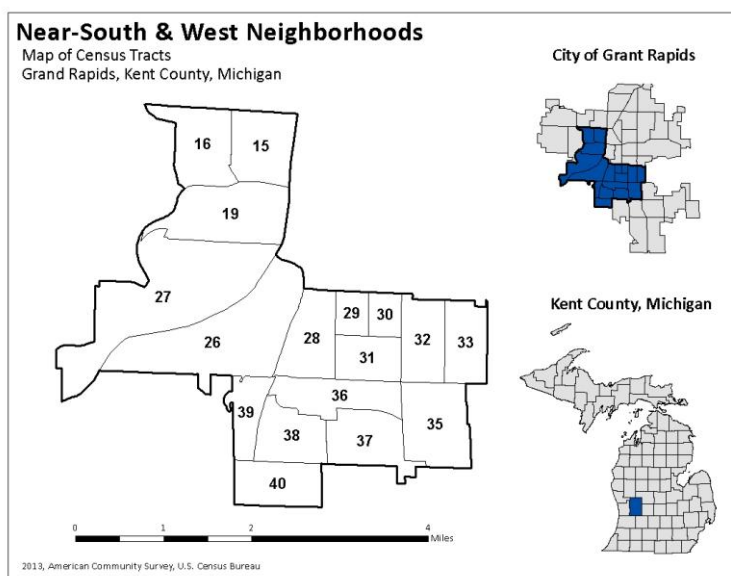 Near-South & West Neighborhoods
Map of Census Tracts
Grand Rapids, Kent County, Michigan
City of Grant Rapids
16
15
19
27
26
28
29
30
31
32
33
36
39
38
37
35
40
Kent County, Michigan
0 1 2 4
Miles
2013, American Community Survey, U.S. Census Bureau